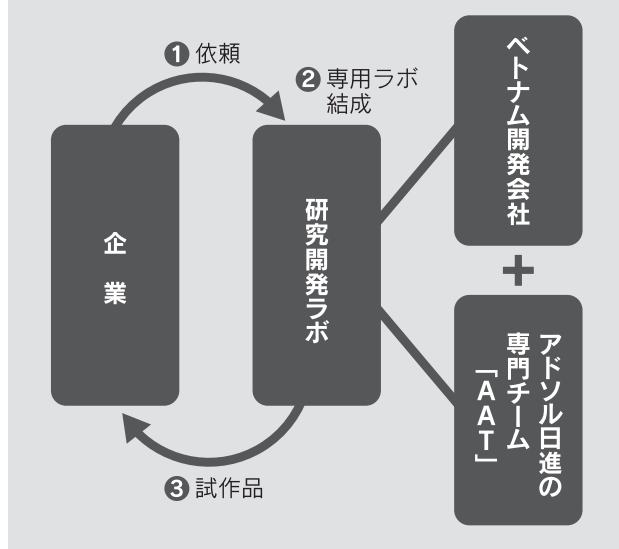 ❶ 依頼
❷ 専用ラボ
結成
企業
研究開発ラボ
ベトナム開発会社
+
アドソル日進の
専門チーム
「AAT」
❸ 試作品